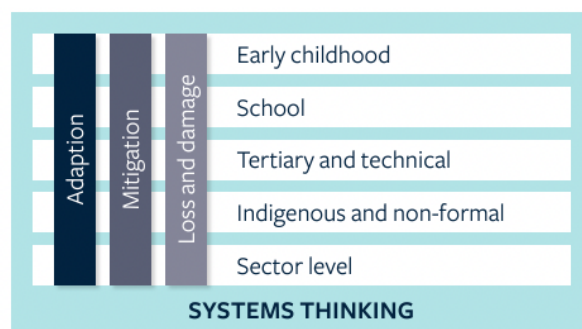 Adaption
Mitigation
Loss and damage
Early childhood
School
Tertiary and technical
Indigenous and non-formal
Sector level
SYSTEMS THINKING